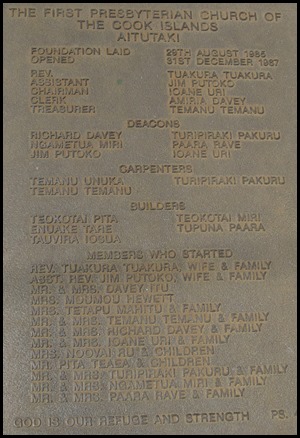 THE FIRST PRESBYTERIAN CHURCH OF
THE COOK ISLANDS
AITUTAKI
FOUNDATION LAID 29TH AUGUST 1985
OPENED 31ST DECEMBER 1987
REV. TUAKURA TUAKURA
ASSISTANT JIM PUTOKO
CHAIRMAN IOANE URI
CLERK AMIRIA DAVEY
TREASURER TEMANU TEMANU
DEACONS
RICHARD DAVEY TURIPIRAKI PAKURU
NGAMETUA MIRI PAARA RAVE
JIM PUTOKO IOANE URI
CARPENTERS
TEMANU UNUKA TURIPIRAKI PAKURU
TEMANU TEMANU
BUILDERS
TEOKOTAI PITA TEOKOTAI MIRI
ENUAKE TARE TUPUNA PAARA
TAUVIRA IOSUA
MEMBERS WHO STARTED
REV. TUAKURA TUAKURA, WIFE & FAMILY
ASST. REV. JIM PUTOKO, WIFE & FAMILY
MR. & MRS. DAVEY ITU
MRS. MOUMOU HEWETT
MRS. TETAPU MAHITU & FAMILY
MR. & MRS. TEMANU TEMANU & FAMILY
MR. & MRS. RICHARD DAVEY & FAMILY
MR. & MRS. IOANE URI & FAMILY
MRS. NOOVAI RU & CHILDREN
MR. PITA TEAEA & CHILDREN
MR. & MRS. TURIPIRAKI PAKURU & FAMILY
MR. & MRS. NGAMETUA MIRI & FAMILY
MR. & MRS. PAARA RAVE & FAMILY
GOD IS OUR REFUGE AND STRENGTH PS.